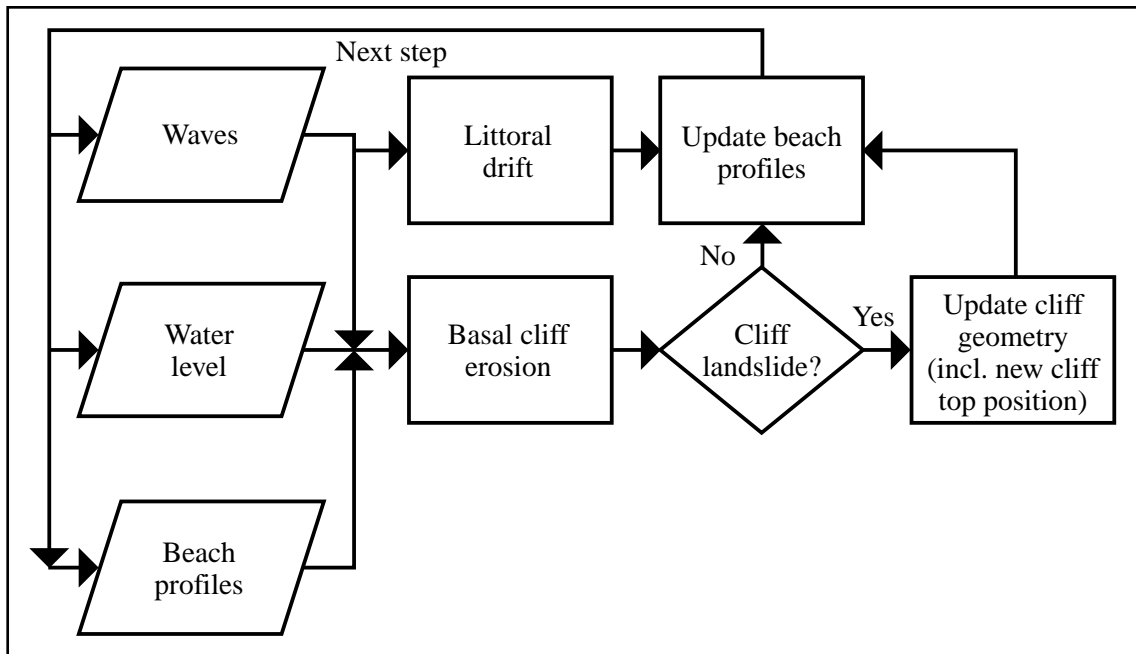 Next step
Waves
Littoral
drift
Update beach
profiles
No
Water
level
Basal cliff
erosion
Cliff
landslide?
Yes
Update cliff
geometry
(incl. new cliff
top position)
Beach
profiles